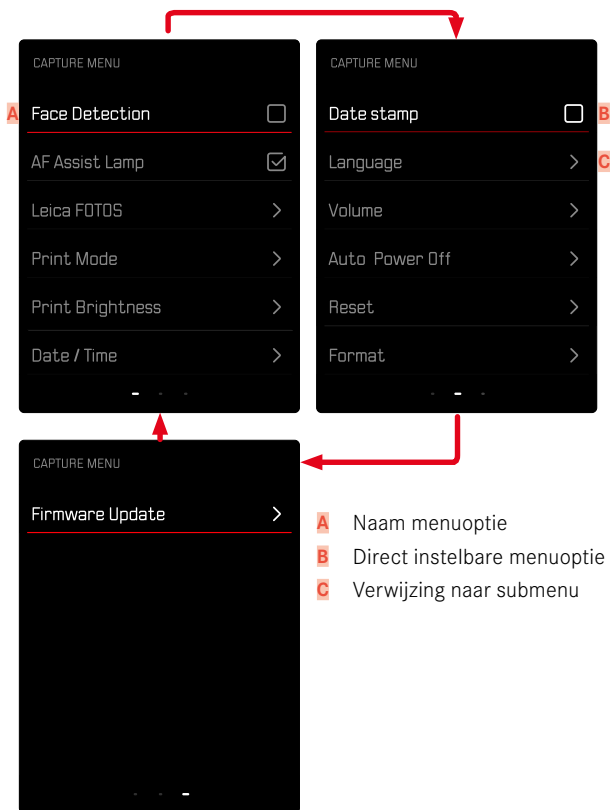 CAPTURE MENU
A Face Detection
AF Assist Lamp
Leica FOTOS
Print Mode
Print Brightness
Date / Time
CAPTURE MENU
Date stamp B
Language C
Volume
Auto Power Off
Reset
Format
CAPTURE MENU
Firmware Update
A Naam menuoptie
B Direct instelbare menuoptie
C Verwijzing naar submenu